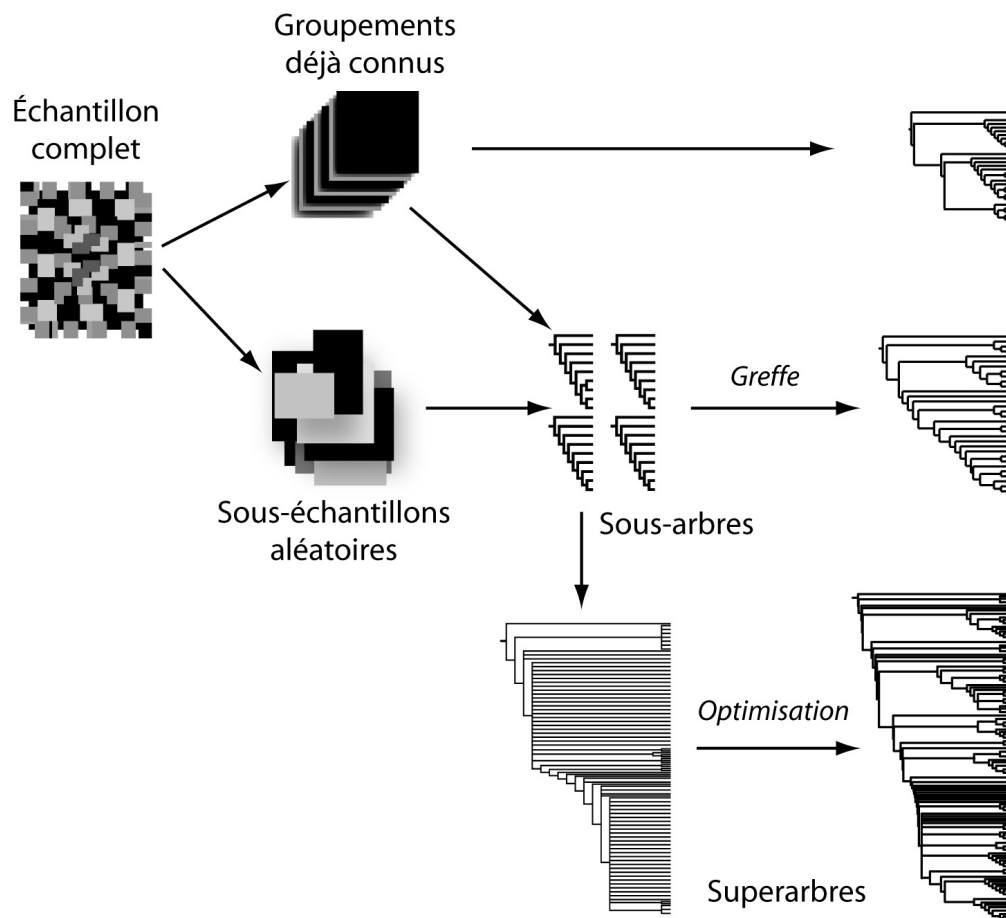 Groupements
déjà connus
Échantillon
complet
Greffe
Sous-échantillons
aléatoires
Sous-arbres
Optimisation
Superarbres